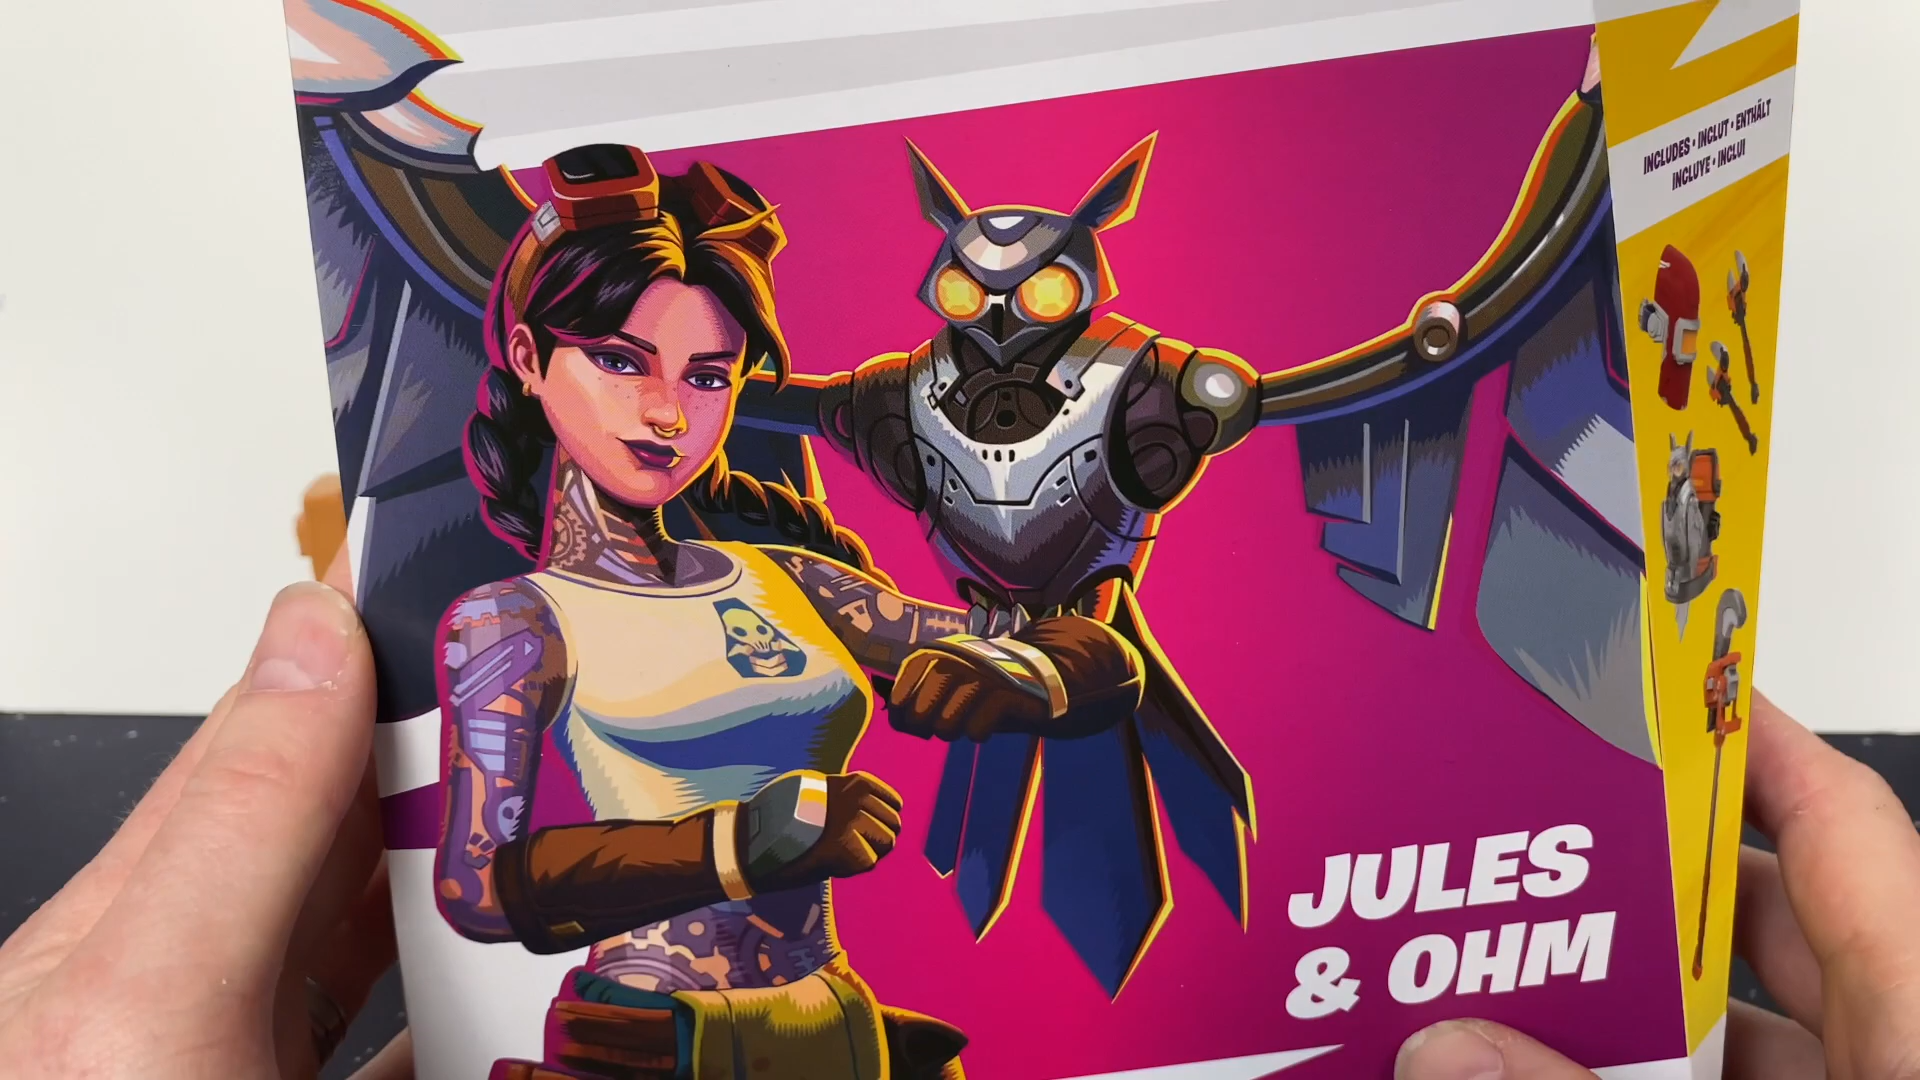 INCLUDES • INCLUT • ENTHÄLT
INCLUYE • INCLUI
JULES
& OHM